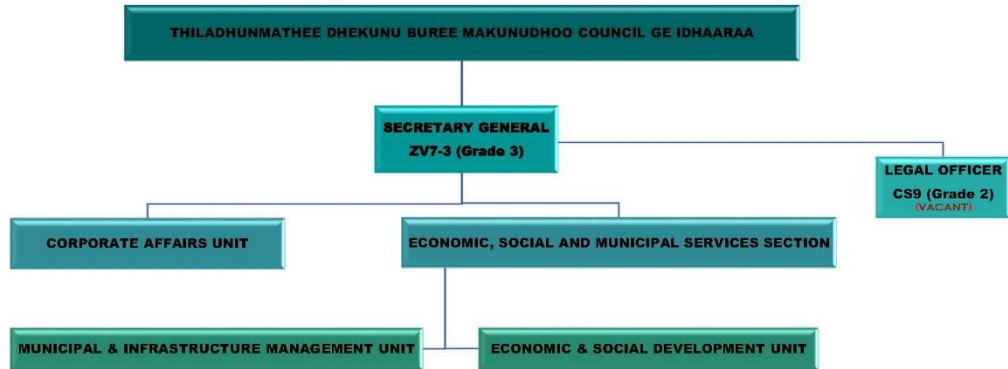 THILADHUNMATHEE DHEKUNU BUREE MAKUNUDHOO COUNCIL GE IDHAARAA
SECRETARY GENERAL
ZV7-3 (Grade 3)
LEGAL OFFICER
CS9 (Grade 2)
(VACANT)
CORPORATE AFFAIRS UNIT
ECONOMIC, SOCIAL AND MUNICIPAL SERVICES SECTION
MUNICIPAL & INFRASTRUCTURE MANAGEMENT UNIT
ECONOMIC & SOCIAL DEVELOPMENT UNIT